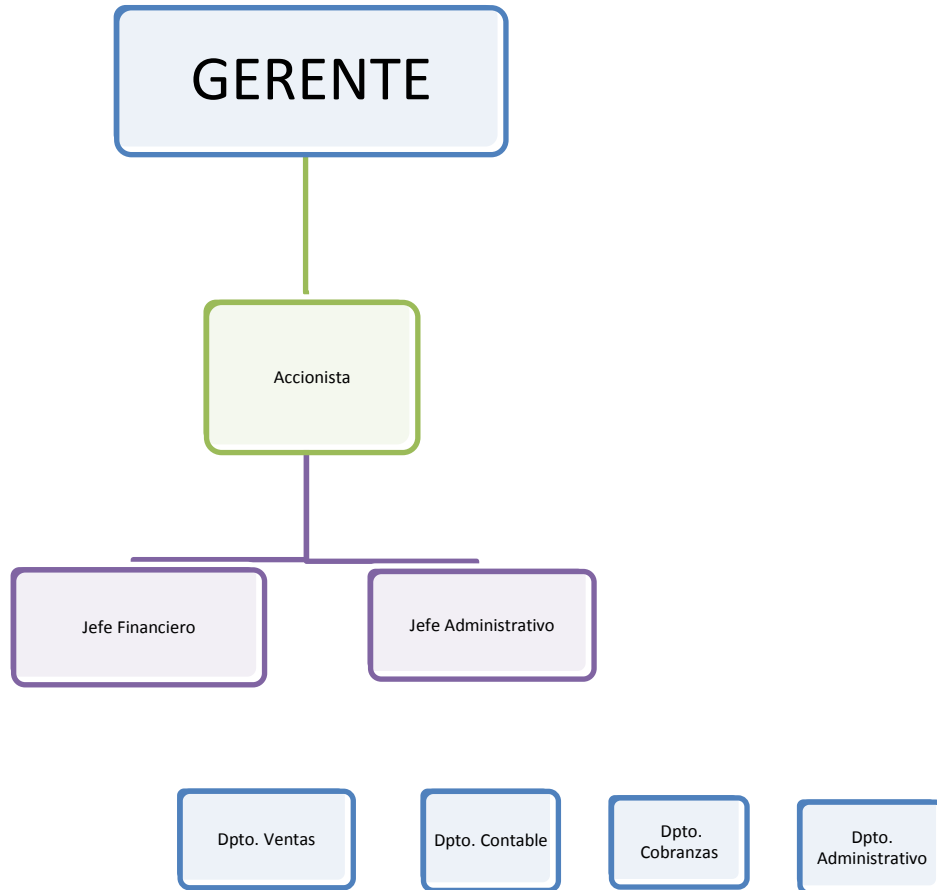 GERENTE
Accionista
Jefe Financiero
Jefe Administrativo
Dpto. Ventas
Dpto. Contable
Dpto.
Cobranzas
Dpto.
Administrativo